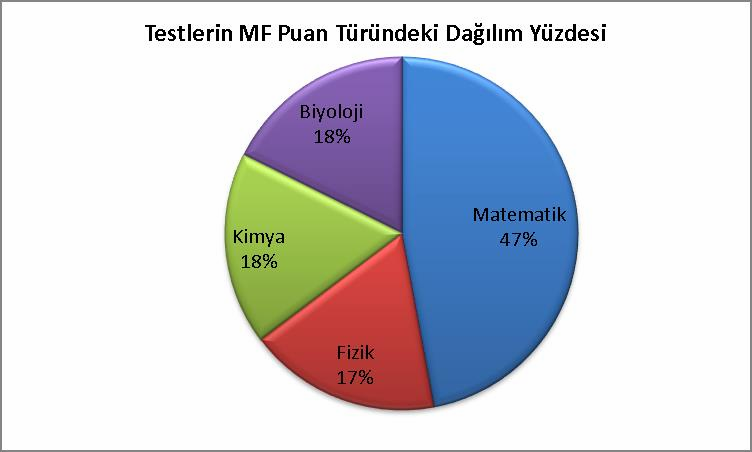 Testlerin MF Puan Türündeki Dağılım Yüzdesi
Biyoloji
18%
Matematik
47%
Kimya
18%
Fizik
17%